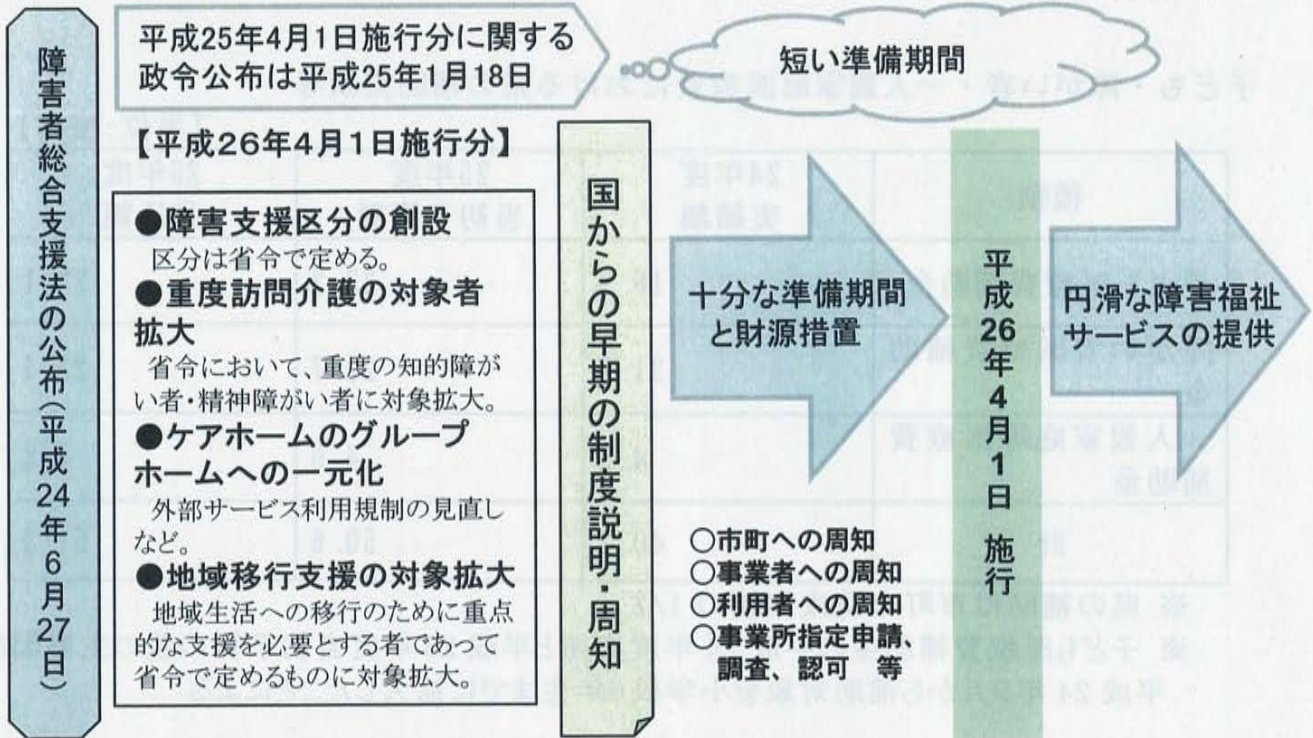 障害者総合支援法の公布(平成24年6月27日)
平成25年4月1日施行分に関する
政令公布は平成25年1月18日
短い準備期間
【平成26年4月1日施行分】
●障害支援区分の創設
区分は省令で定める。
●重度訪問介護の対象者
拡大
省令において、重度の知的障が
い者・精神障がい者に対象拡大。
●ケアホームのグループ
ホームへの一元化
外部サービス利用規制の見直し
など。
●地域移行支援の対象拡大
地域生活への移行のために重点
的な支援を必要とする者であって
省令で定めるものに対象拡大。
国からの早期の制度説明・周知
十分な準備期間
と財源措置
○市町への周知
○事業者への周知
○利用者への周知
○事業所指定申請
調査、認可 等
平成26年4月1日 施行
円滑な障害福祉
サービスの提供